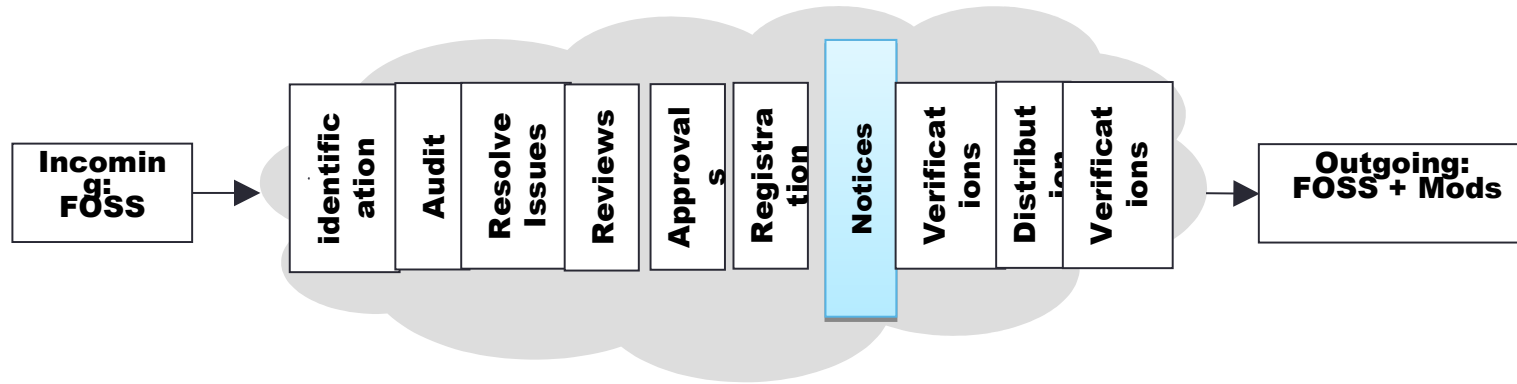 Incomin
g:
FOSS
identific
ation
Audit
Resolve
Issues
Reviews
Approval
s
Registra
tion
Notices
Verificat
ions
Distribut
ion
Verificat
ions
Outgoing:
FOSS + Mods